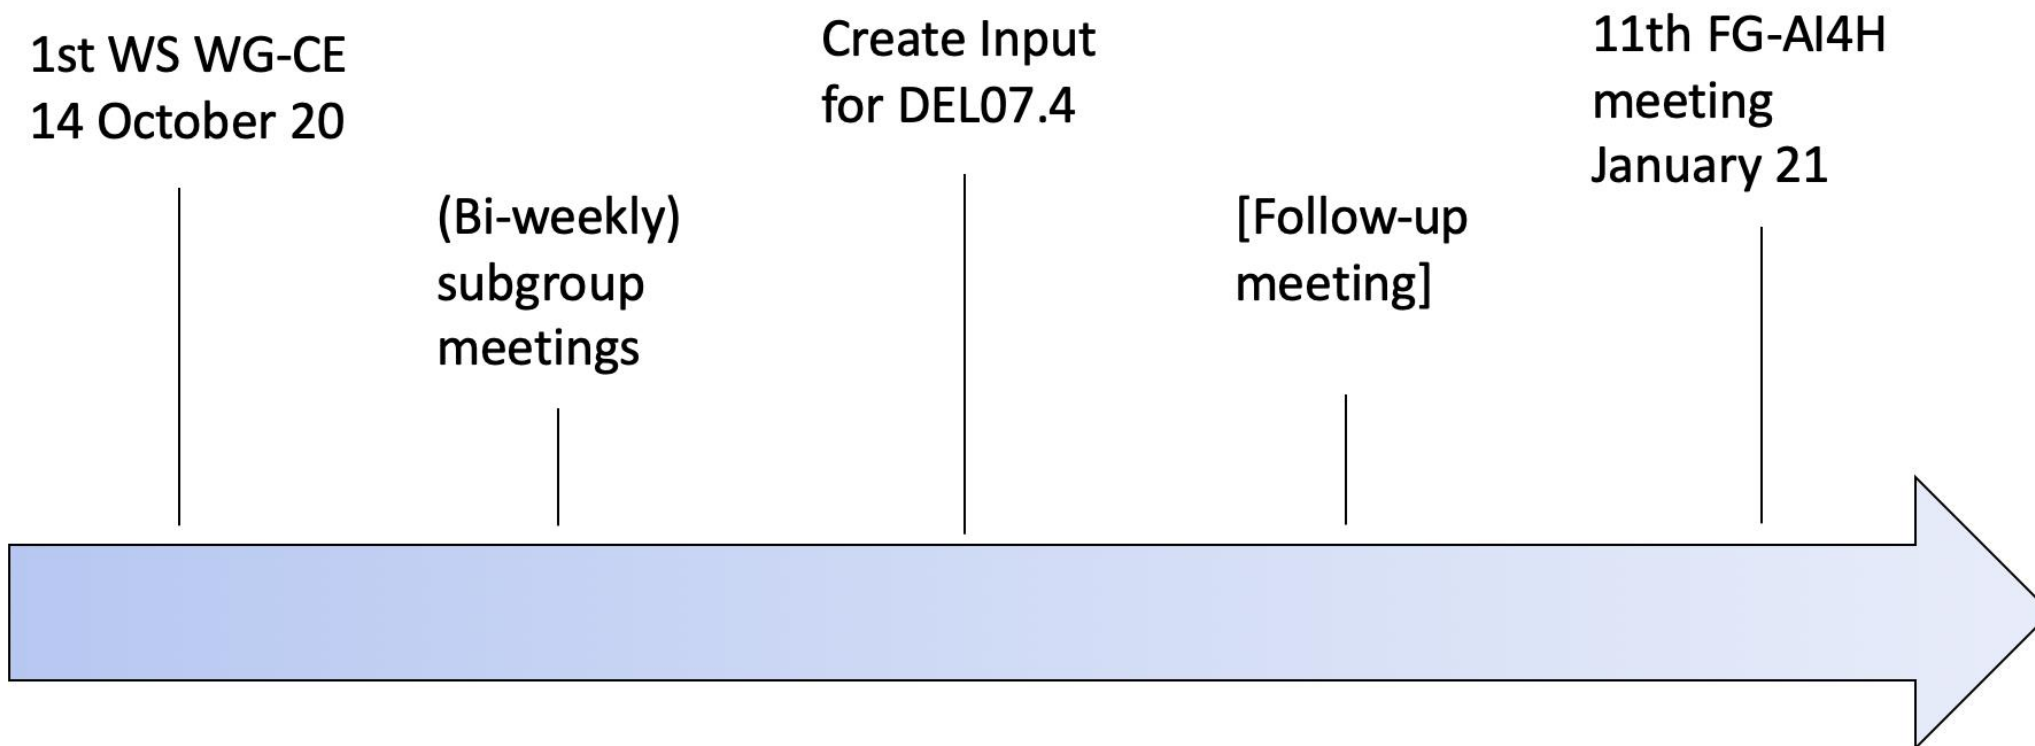 1st WS WG-CE
14 October 20
(Bi-weekly)
subgroup
meetings
Create Input
for DEL07.4
[Follow-up
meeting]
11th FG-AI4H
meeting
January 21